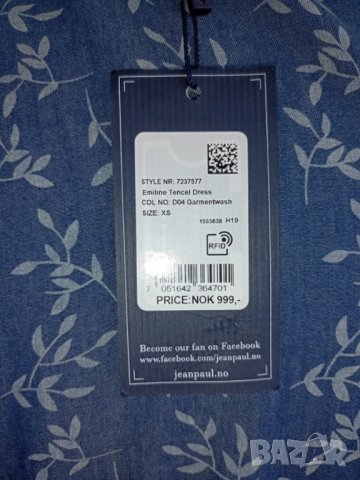 STYLE NR: 7237577
Emiline Tencel Dress
COL NO: D04 Garmentwash
SIZE: XS
1553638 H19
RFID
7 051642 364701
PRICE:NOK 999,-
Become our fan on Facebook
www.facebook.com/jeanpaul.no
jeanpaul.no
BAZAR